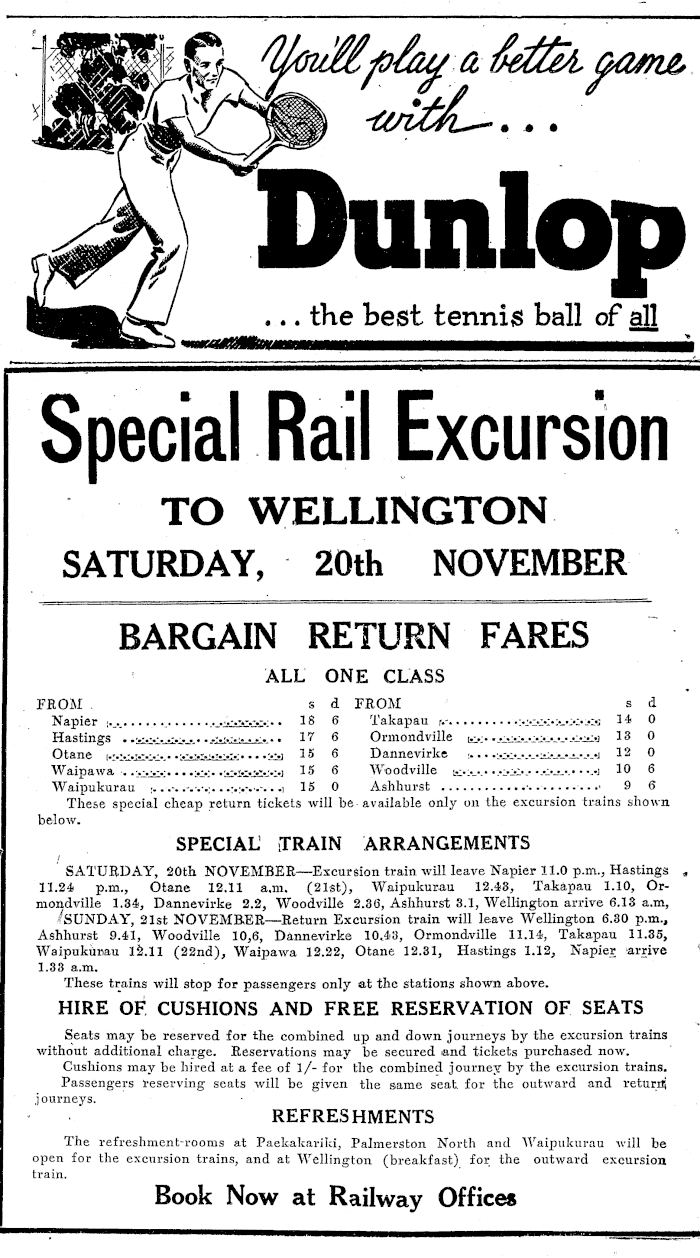 You'll play a better game
with...
Dunlop
...the best tennis ball of all
Special Rail Excursion
TO WELLINGTON
SATURDAY, 20th NOVEMBER
BARGAIN RETURN FARES
ALL ONE CLASS
FROM s d FROM s d
Napier 18 6 Takapau 14 0
Hastings 17 6 Ormondville 13 0
Otane 15 6 Dannevirke 12 0
Waipawa 15 6 Woodville 10 6
Waipukurau 15 0 Ashhurst 9 6
These special cheap return tickets will be available only on the excursion trains shown
below.
SPECIAL TRAIN ARRANGEMENTS
SATURDAY, 20th NOVEMBER—Excursion train will leave Napier 11.0 p.m., Hastings
11.24 p.m., Otane 12.11 a.m. (21st), Waipukurau 12.43, Takapau 1.10, Or-
mondville 1.34, Dannevirke 2.2, Woodville 2.36, Ashhurst 3.1, Wellington arrive 6.13 a.m,
SUNDAY, 21st NOVEMBER—Return Excursion train will leave Wellington 6.30 p.m.,
Ashhurst 9.41, Woodville 10,6, Dannevirke 10.43, Ormondville 11.14, Takapau 11.35,
Waipukurau 12.11 (22nd), Waipawa 12.22, Otane 12.31, Hastings 1.12, Napier arrive
1.33 a.m.
These trains will stop for passengers only at the stations shown above.
HIRE OF CUSHIONS AND FREE RESERVATION OF SEATS
Seats may be reserved for the combined up and down journeys by the excursion trains
without additional charge. Reservations may be secured and tickets purchased now.
Cushions may be hired at a fee of 1/- for the combined journey by the excursion trains.
Passengers reserving seats will be given the same seat for the outward and return
journeys.
REFRESHMENTS
The refreshment-rooms at Paekakariki, Palmerston North and Waipukurau will be
open for the excursion trains, and at Wellington (breakfast) for the outward excursion
train.
Book Now at Railway Offices